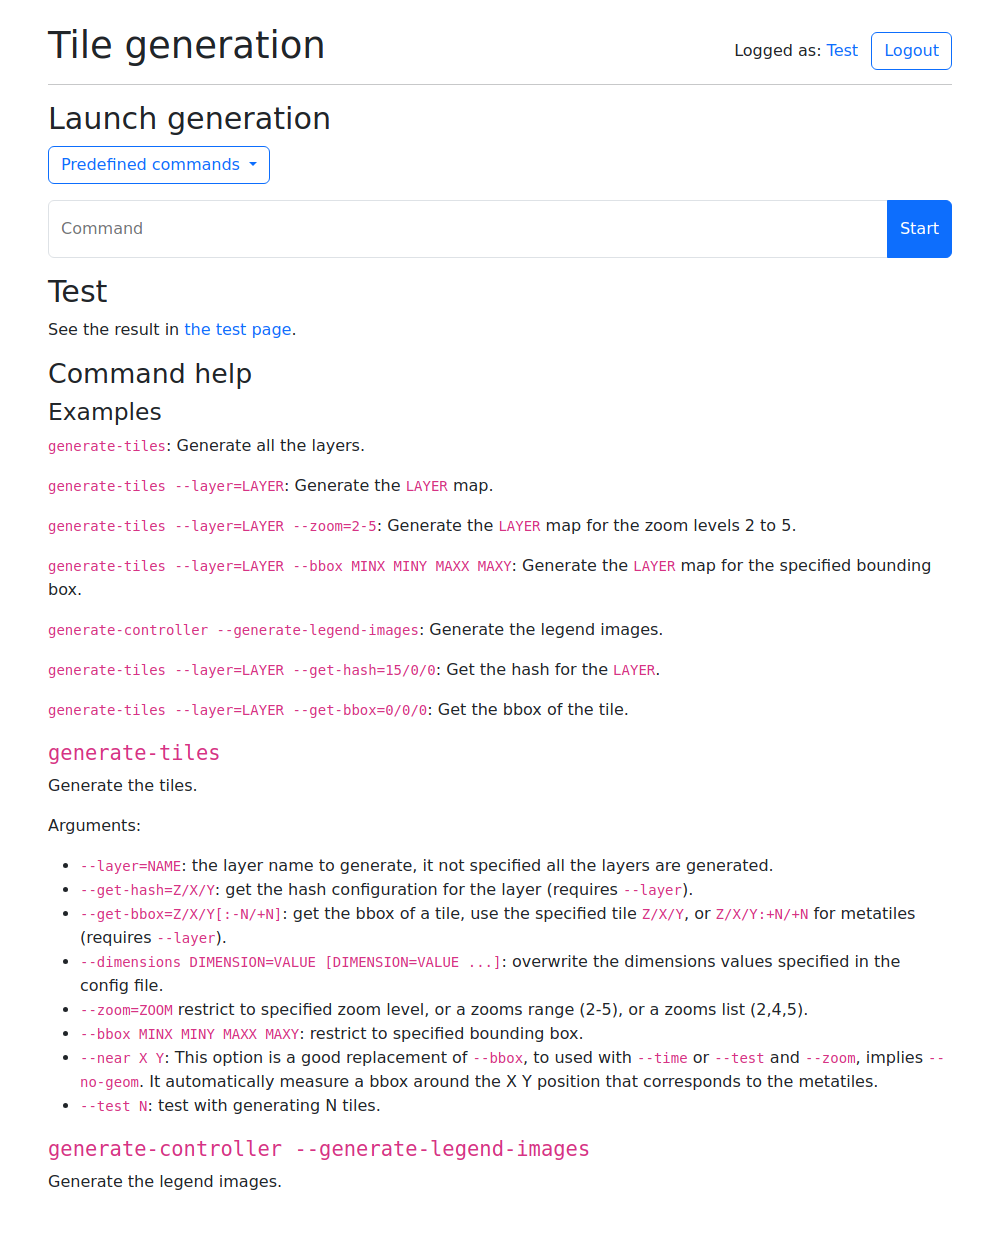 Tile generation
Logged as: Test Logout
Launch generation
Predefined commands
Command Start
Test
See the result in the test page.
Command help
Examples
generate-tiles: Generate all the layers.
generate-tiles --layer=LAYER: Generate the LAYER map.
generate-tiles --layer=LAYER --zoom=2-5: Generate the LAYER map for the zoom levels 2 to 5.
generate-tiles --layer=LAYER --bbox MINX MINY MAXX MAXY: Generate the LAYER map for the specified bounding
box.
generate-controller --generate-legend-images: Generate the legend images.
generate-tiles --layer=LAYER --get-hash=15/0/0: Get the hash for the LAYER.
generate-tiles --layer=LAYER --get-bbox=0/0/0: Get the bbox of the tile.
generate-tiles
Generate the tiles.
Arguments:
• --layer=NAME: the layer name to generate, it not specified all the layers are generated.
• --get-hash=Z/X/Y: get the hash configuration for the layer (requires --layer).
• --get-bbox=Z/X/Y[:-N/+N]: get the bbox of a tile, use the specified tile Z/X/Y, or Z/X/Y:+N/+N for metatiles
(requires --layer).
• --dimensions DIMENSION=VALUE [DIMENSION=VALUE ...]: overwrite the dimensions values specified in the
config file.
• --zoom=ZOOM restrict to specified zoom level, or a zooms range (2-5), or a zooms list (2,4,5).
• --bbox MINX MINY MAXX MAXY: restrict to specified bounding box.
• --near X Y: This option is a good replacement of --bbox, to used with --time or --test and --zoom, implies --
no-geom. It automatically measure a bbox around the X Y position that corresponds to the metatiles.
• --test N: test with generating N tiles.
generate-controller --generate-legend-images
Generate the legend images.